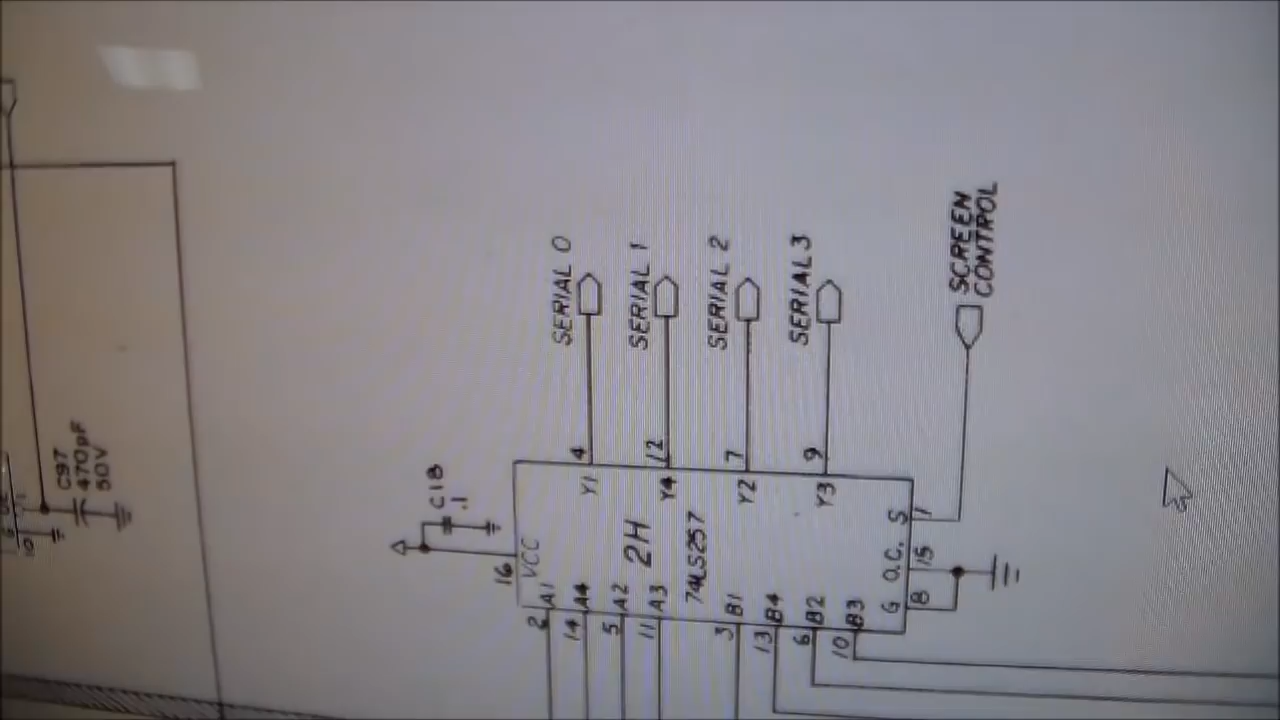 SERIAL 0
SERIAL 1
SERIAL 2
SERIAL 3
SCREEN
CONTROL
4
12
7
9
Y1
Y4
Y2
Y3
S
1
C18
.1
16
VCC
2H
74LS257
O.C.
15
G
8
A1
A4
A2
A3
B1
B4
B2
B3
2
14
5
11
3
13
6
10
C97
470pF
50V
10